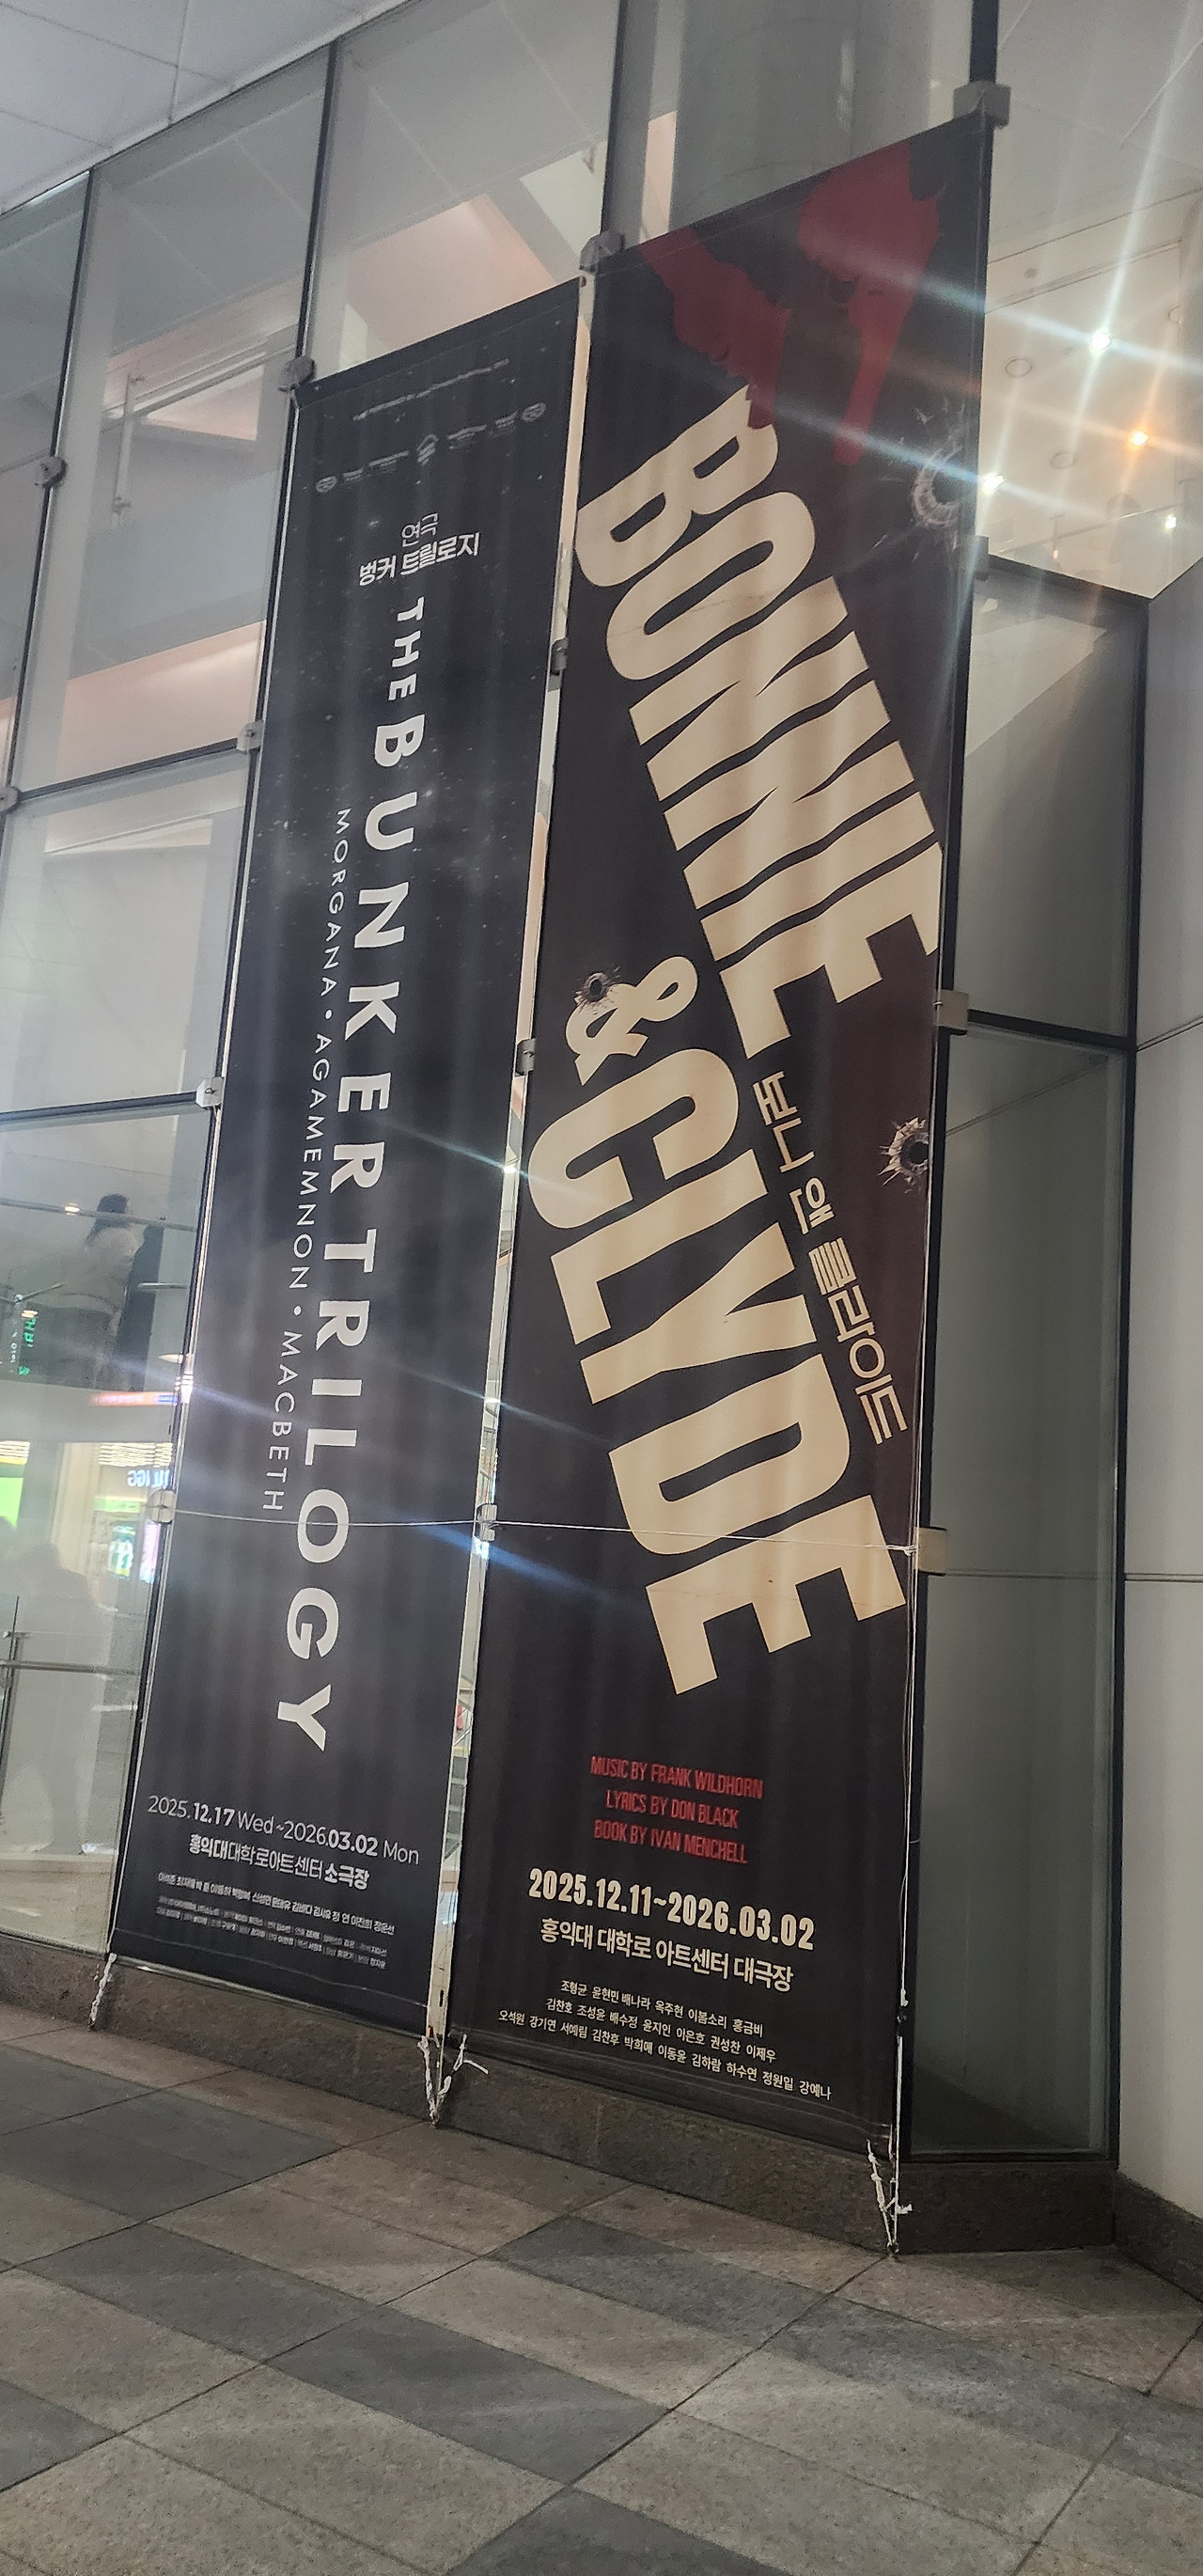 연극
벙커 트릴로지
THE BUNKER TRILOGY
MORGANA • AGAMEMNON • MACBETH
2025.12.17 Wed ~2026.03.02 Mon
홍익대대학로아트센터 소극장
BONNIE
&CLYDE
보니 앤 클라이드
MUSIC BY FRANK WILDHORN
LYRICS BY DON BLACK
BOOK BY IVAN MENCHELL
2025.12.11~2026.03.02
홍익대 대학로 아트센터 대극장
조형균 윤현민 배나라 옥주현 이봄소리 홍금비
김찬호 조성윤 배수정 윤지인 이은호 권성찬 이제우
오석원 강기연 서예림 김찬후 박희애 이동윤 김하람 하수연 정원일 강예나